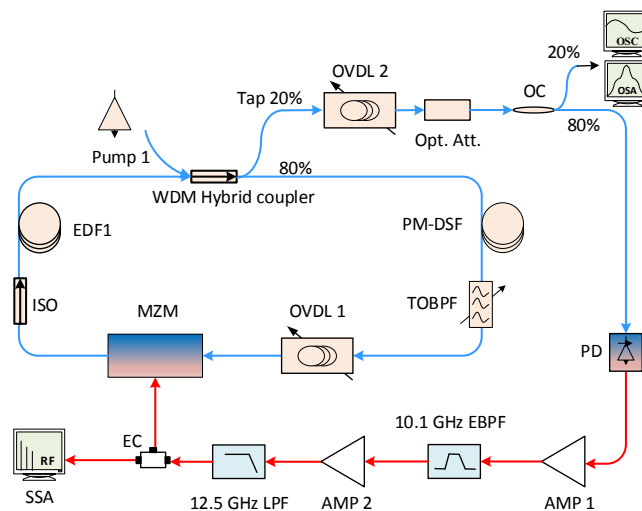 OSC
20%
OSA
OVDL 2
Tap 20%
OC
80%
Opt. Att.
Pump 1
80%
WDM Hybrid coupler
EDF1
PM-DSF
ISO
MZM
OVDL 1
TOBPF
PD
10.1 GHz EBPF
EC
RF
SSA
12.5 GHz LPF
AMP 2
AMP 1